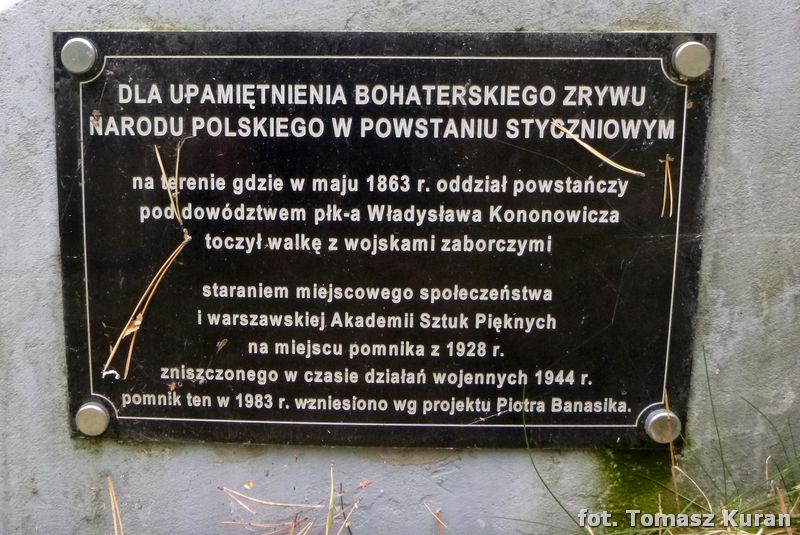 DLA UPAMIĘTNIENIA BOHATERSKIEGO ZRYWU
NARODU POLSKIEGO W POWSTANIU STYCZNIOWYM
na terenie gdzie w maju 1863 r. oddział powstańczy
pod dowództwem płk-a Władysława Kononowicza
toczył walkę z wojskami zaborczymi
staraniem miejscowego społeczeństwa
i warszawskiej Akademii Sztuk Pięknych
na miejscu pomnika z 1928 r.
zniszczonego w czasie działań wojennych 1944 r.
pomnik ten w 1983 r. wzniesiono wg projektu Piotra Banasika.
fot. Tomasz Kuran